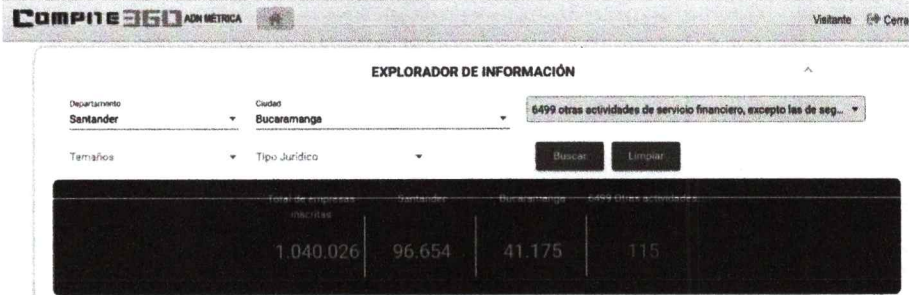 COMPITE 360 ADN MÉTRICA Visitante Cerra
EXPLORADOR DE INFORMACIÓN
Departamento Ciudad
Santander Bucaramanga 6499 otras actividades de servicio financiero, excepto las de seg...
Tamaños Tipo Jurídico Buscar Limpiar
Total de empresas Santander Bucaramanga 6499 Otras actividades
inscritas
1.040.026 96.654 41.175 115